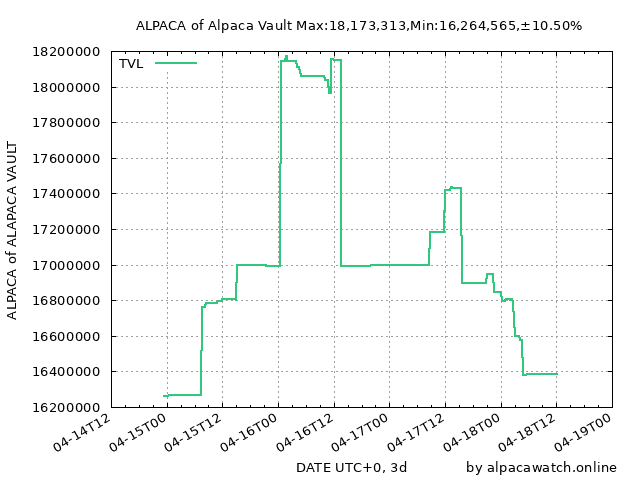 ALPACA of Alpaca Vault Max:18,173,313,Min:16,264,565,±10.50%
TVL
ALPACA of ALAPACA VAULT
18200000
18000000
17800000
17600000
17400000
17200000
17000000
16800000
16600000
16400000
16200000
04-14T12
04-15T00
04-15T12
04-16T00
04-16T12
04-17T00
04-17T12
04-18T00
04-18T12
04-19T00
DATE UTC+0, 3d
by alpacawatch.online